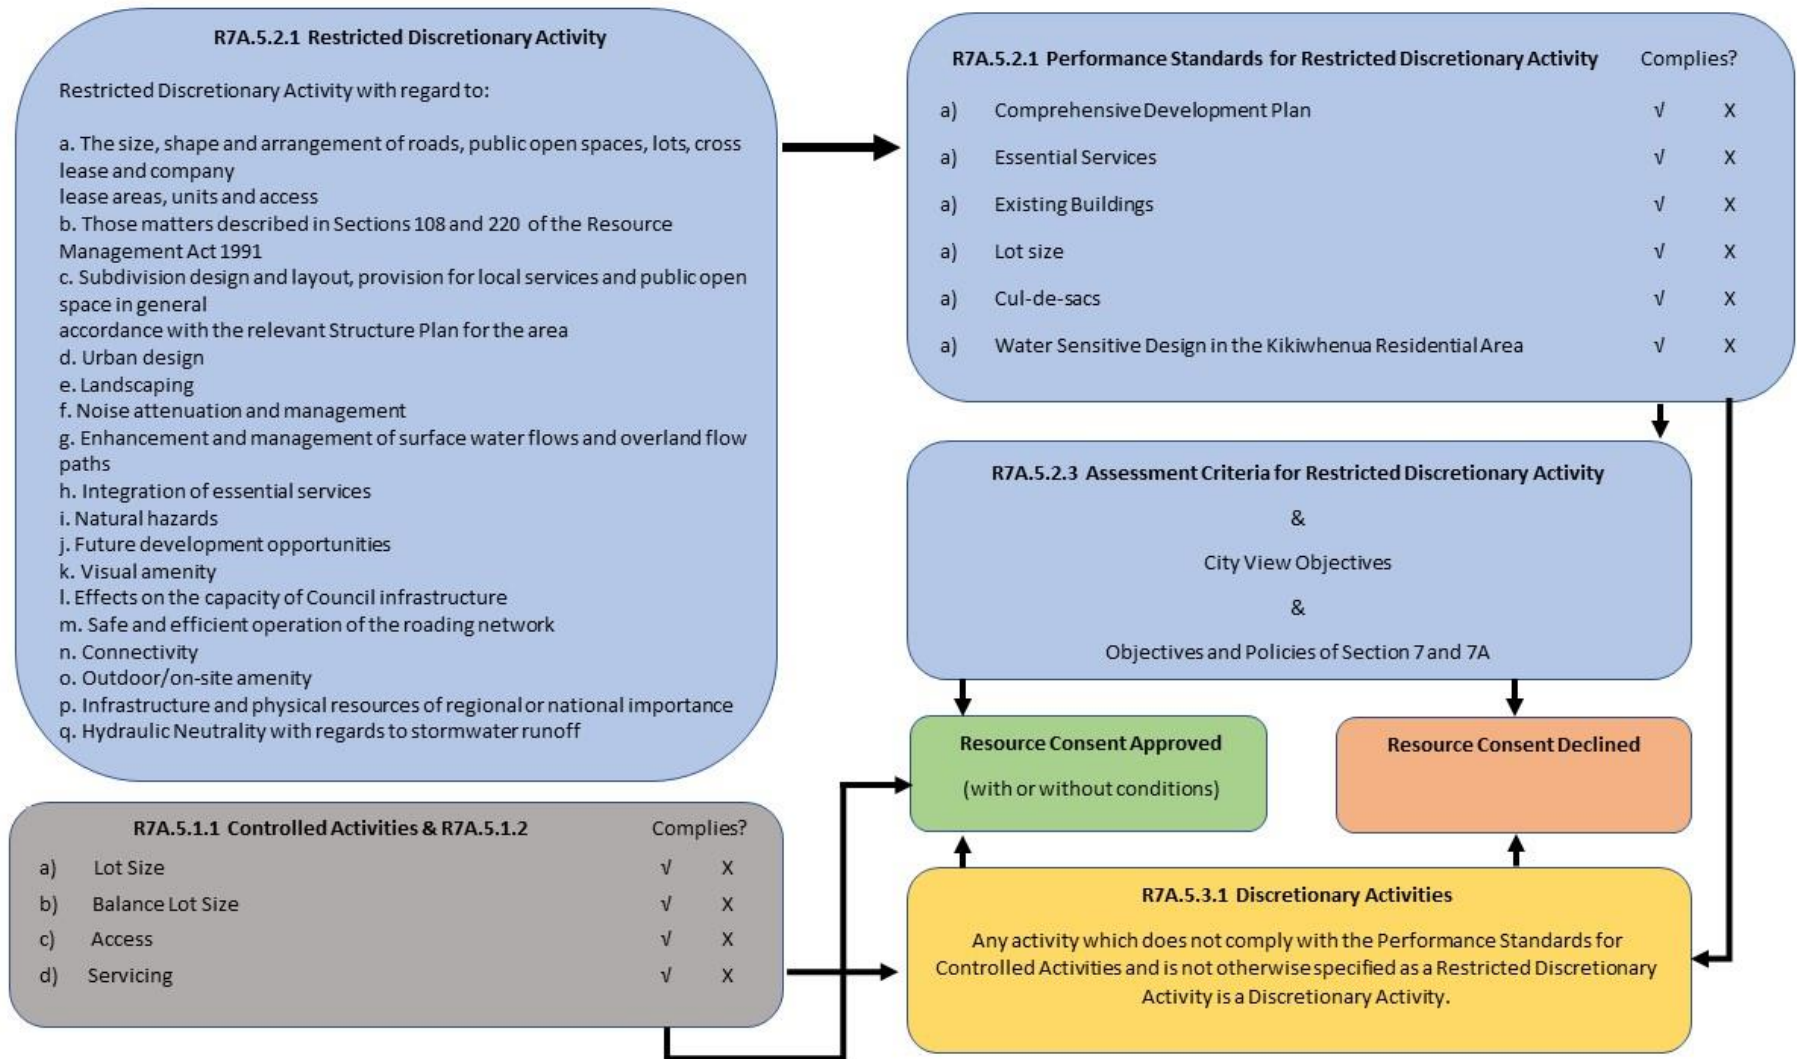 R7A.5.2.1 Restricted Discretionary Activity
Restricted Discretionary Activity with regard to:
a. The size, shape and arrangement of roads, public open spaces, lots, cross
lease and company
lease areas, units and access
b. Those matters described in Sections 108 and 220 of the Resource
Management Act 1991
c. Subdivision design and layout, provision for local services and public open
space in general
accordance with the relevant Structure Plan for the area
d. Urban design
e. Landscaping
f. Noise attenuation and management
g. Enhancement and management of surface water flows and overland flow
paths
h. Integration of essential services
i. Natural hazards
j. Future development opportunities
k. Visual amenity
l. Effects on the capacity of Council infrastructure
m. Safe and efficient operation of the roading network
n. Connectivity
o. Outdoor/on-site amenity
p. Infrastructure and physical resources of regional or national importance
q. Hydraulic Neutrality with regards to stormwater runoff
R7A.5.2.1 Performance Standards for Restricted Discretionary Activity Complies?
a) Comprehensive Development Plan √ X
a) Essential Services √ X
a) Existing Buildings √ X
a) Lot size √ X
a) Cul-de-sacs √ X
a) Water Sensitive Design in the Kikiwhenua Residential Area √ X
R7A.5.2.3 Assessment Criteria for Restricted Discretionary Activity
&
City View Objectives
&
Objectives and Policies of Section 7 and 7A
Resource Consent Approved
(with or without conditions)
Resource Consent Declined
R7A.5.1.1 Controlled Activities & R7A.5.1.2 Complies?
a) Lot Size √ X
b) Balance Lot Size √ X
c) Access √ X
d) Servicing √ X
R7A.5.3.1 Discretionary Activities
Any activity which does not comply with the Performance Standards for
Controlled Activities and is not otherwise specified as a Restricted Discretionary
Activity is a Discretionary Activity.